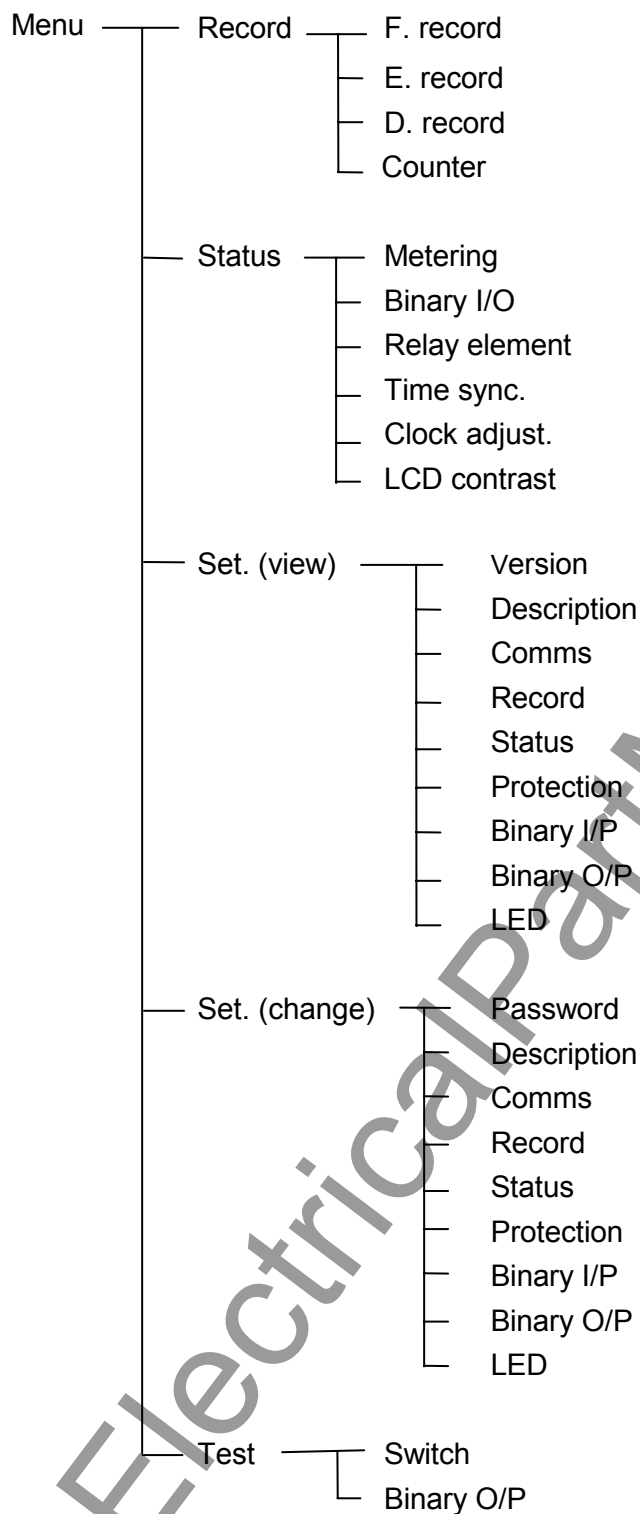 Menu Record F. record
E. record
D. record
Counter
Status Metering
Binary I/O
Relay element
Time sync.
Clock adjust.
LCD contrast
Set. (view) Version
Description
Comms
Record
Status
Protection
Binary I/P
Binary O/P
LED
Set. (change) Password
Description
Comms
Record
Status
Protection
Binary I/P
Binary O/P
LED
Test Switch
Binary O/P
ElectricalPart